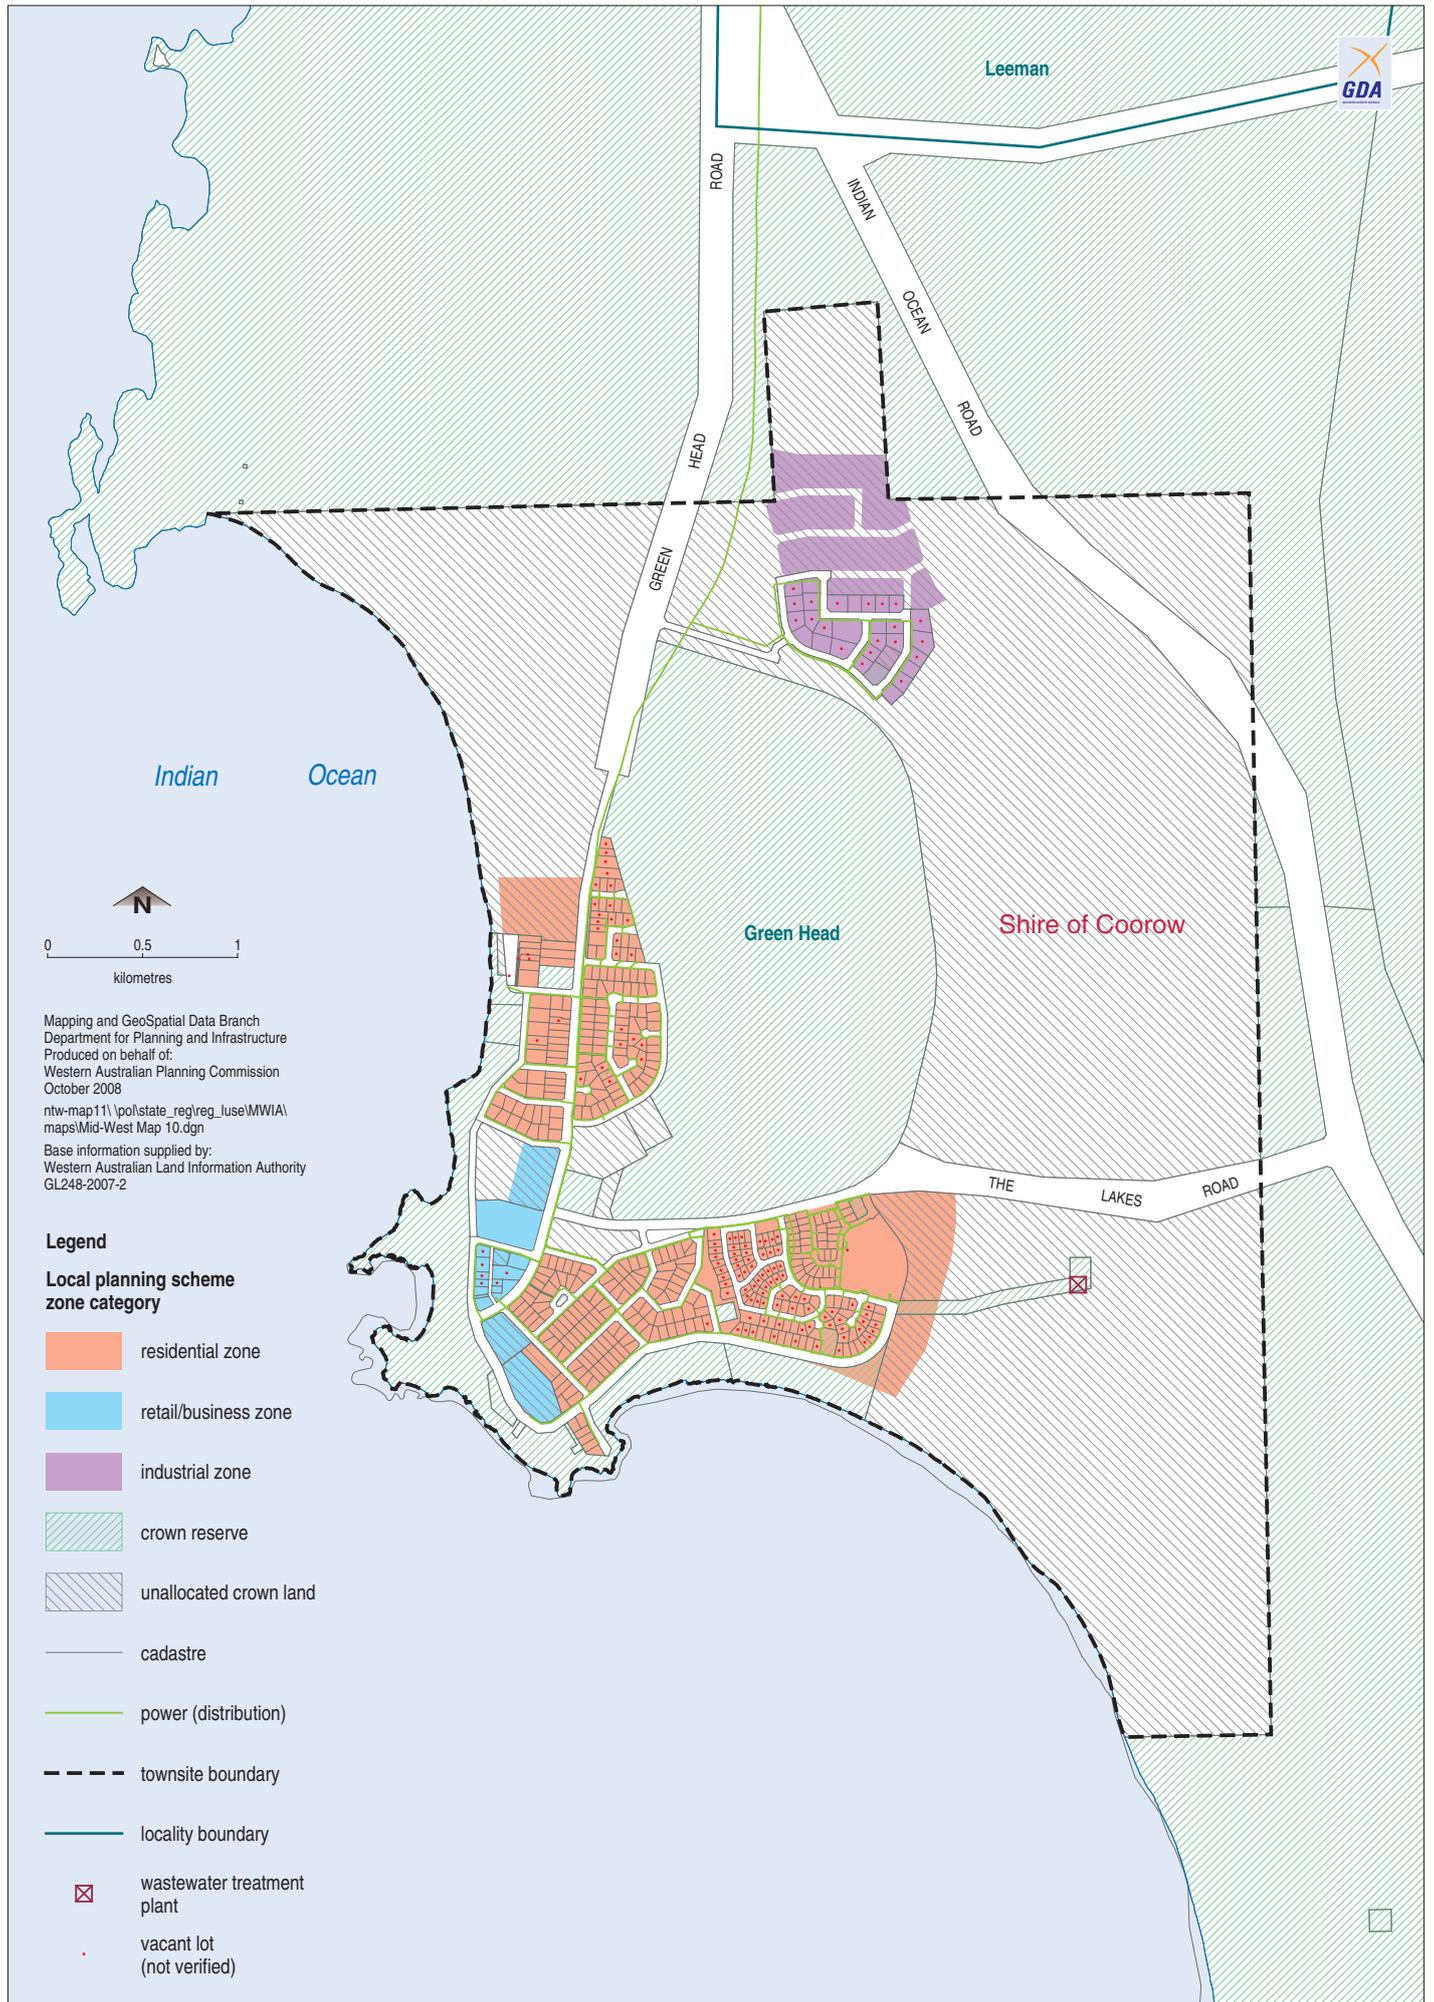 Leeman
GDA
ROAD
INDIAN
OCEAN
ROAD
HEAD
GREEN
Indian Ocean
Green Head
Shire of Coorow
THE LAKES ROAD
N
0 0.5 1
kilometres
Mapping and GeoSpatial Data Branch
Department for Planning and Infrastructure
Produced on behalf of:
Western Australian Planning Commission
October 2008
ntw-map11\ \pol\state_reg\reg_luse\MWIA\
maps\Mid-West Map 10.dgn
Base information supplied by:
Western Australian Land Information Authority
GL248-2007-2
Legend
Local planning scheme
zone category
residential zone
retail/business zone
industrial zone
crown reserve
unallocated crown land
cadastre
power (distribution)
townsite boundary
locality boundary
wastewater treatment
plant
vacant lot
(not verified)